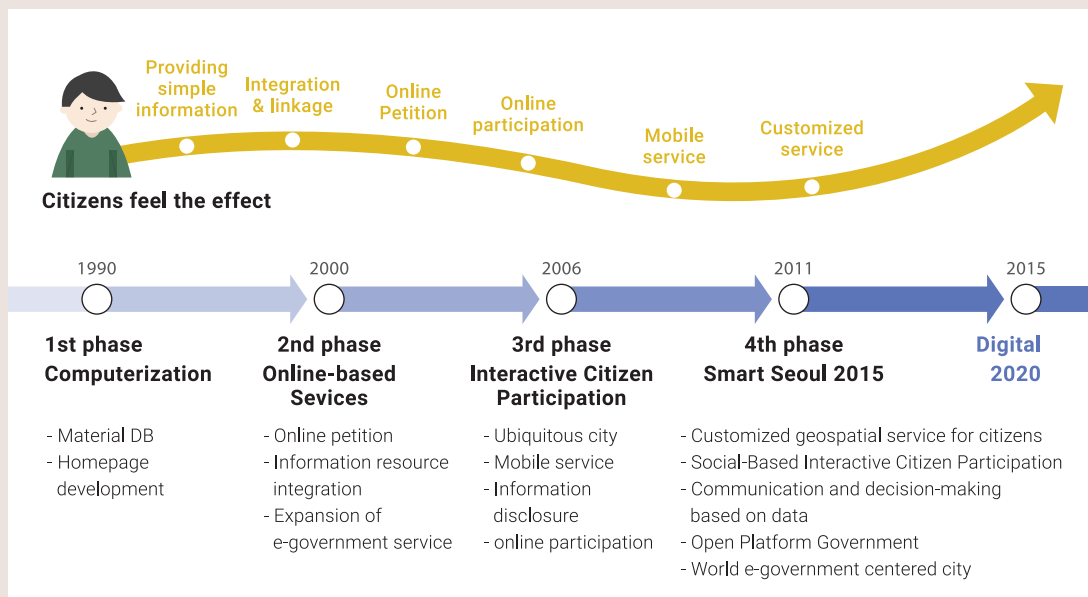 Providing
simple
information
Integration
& linkage
Online
Petition
Online
participation
Mobile
service
Customized
service
Citizens feel the effect
1990
2000
2006
2011
2015
1st phase
Computerization
- Material DB
- Homepage
development
2nd phase
Online-based
Sevices
- Online petition
- Information resource
integration
- Expansion of
e-government service
3rd phase
Interactive Citizen
Participation
- Ubiquitous city
- Mobile service
- Information
disclosure
- online participation
4th phase
Smart Seoul 2015
- Customized geospatial service for citizens
- Social-Based Interactive Citizen Participation
- Communication and decision-making
based on data
- Open Platform Government
- World e-government centered city
Digital
2020